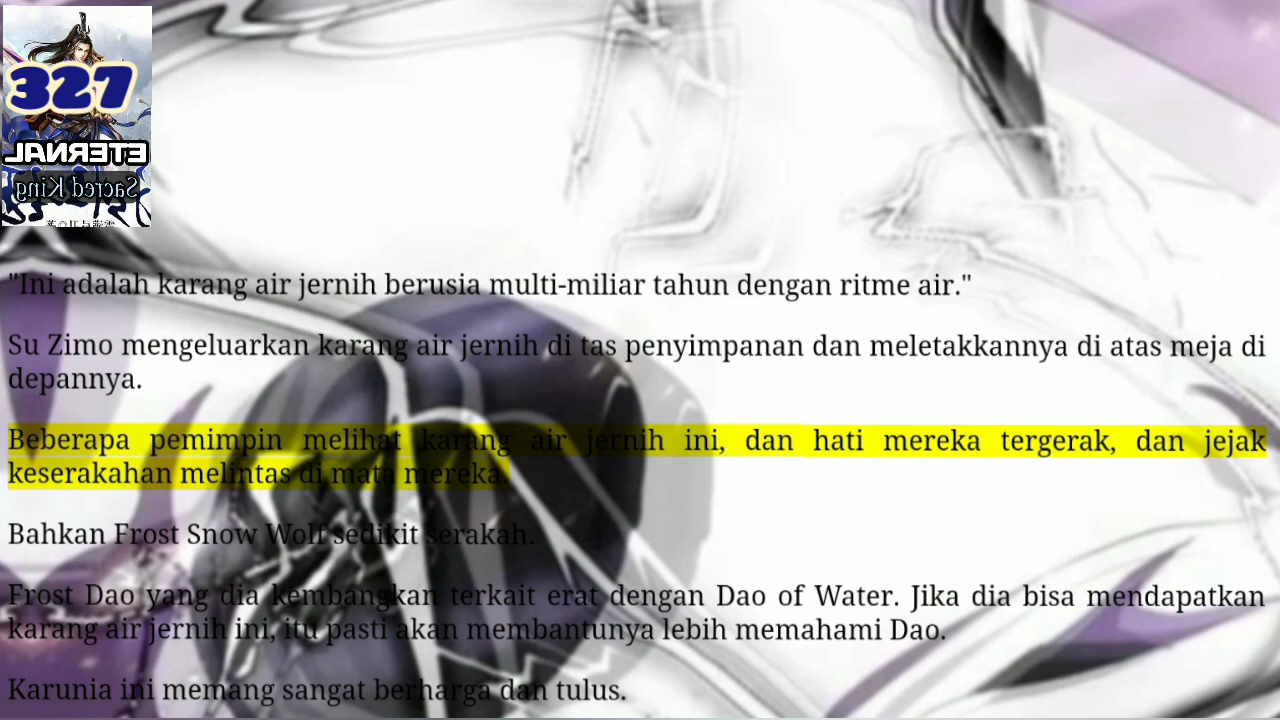 327
ETERNAL
Sacred King
"Ini adalah karang air jernih berusia multi-miliar tahun dengan ritme air."
Su Zimo mengeluarkan karang air jernih di tas penyimpanan dan meletakkannya di atas meja di
depannya.
Beberapa pemimpin melihat karang air jernih ini, dan hati mereka tergerak, dan jejak
keserakahan melintas di mata mereka.
Bahkan Frost Snow Wolf sedikit serakah.
Frost Dao yang dia kembangkan terkait erat dengan Dao of Water. Jika dia bisa mendapatkan
karang air jernih ini, itu pasti akan membantunya lebih memahami Dao.
Karunia ini memang sangat berharga dan tulus.